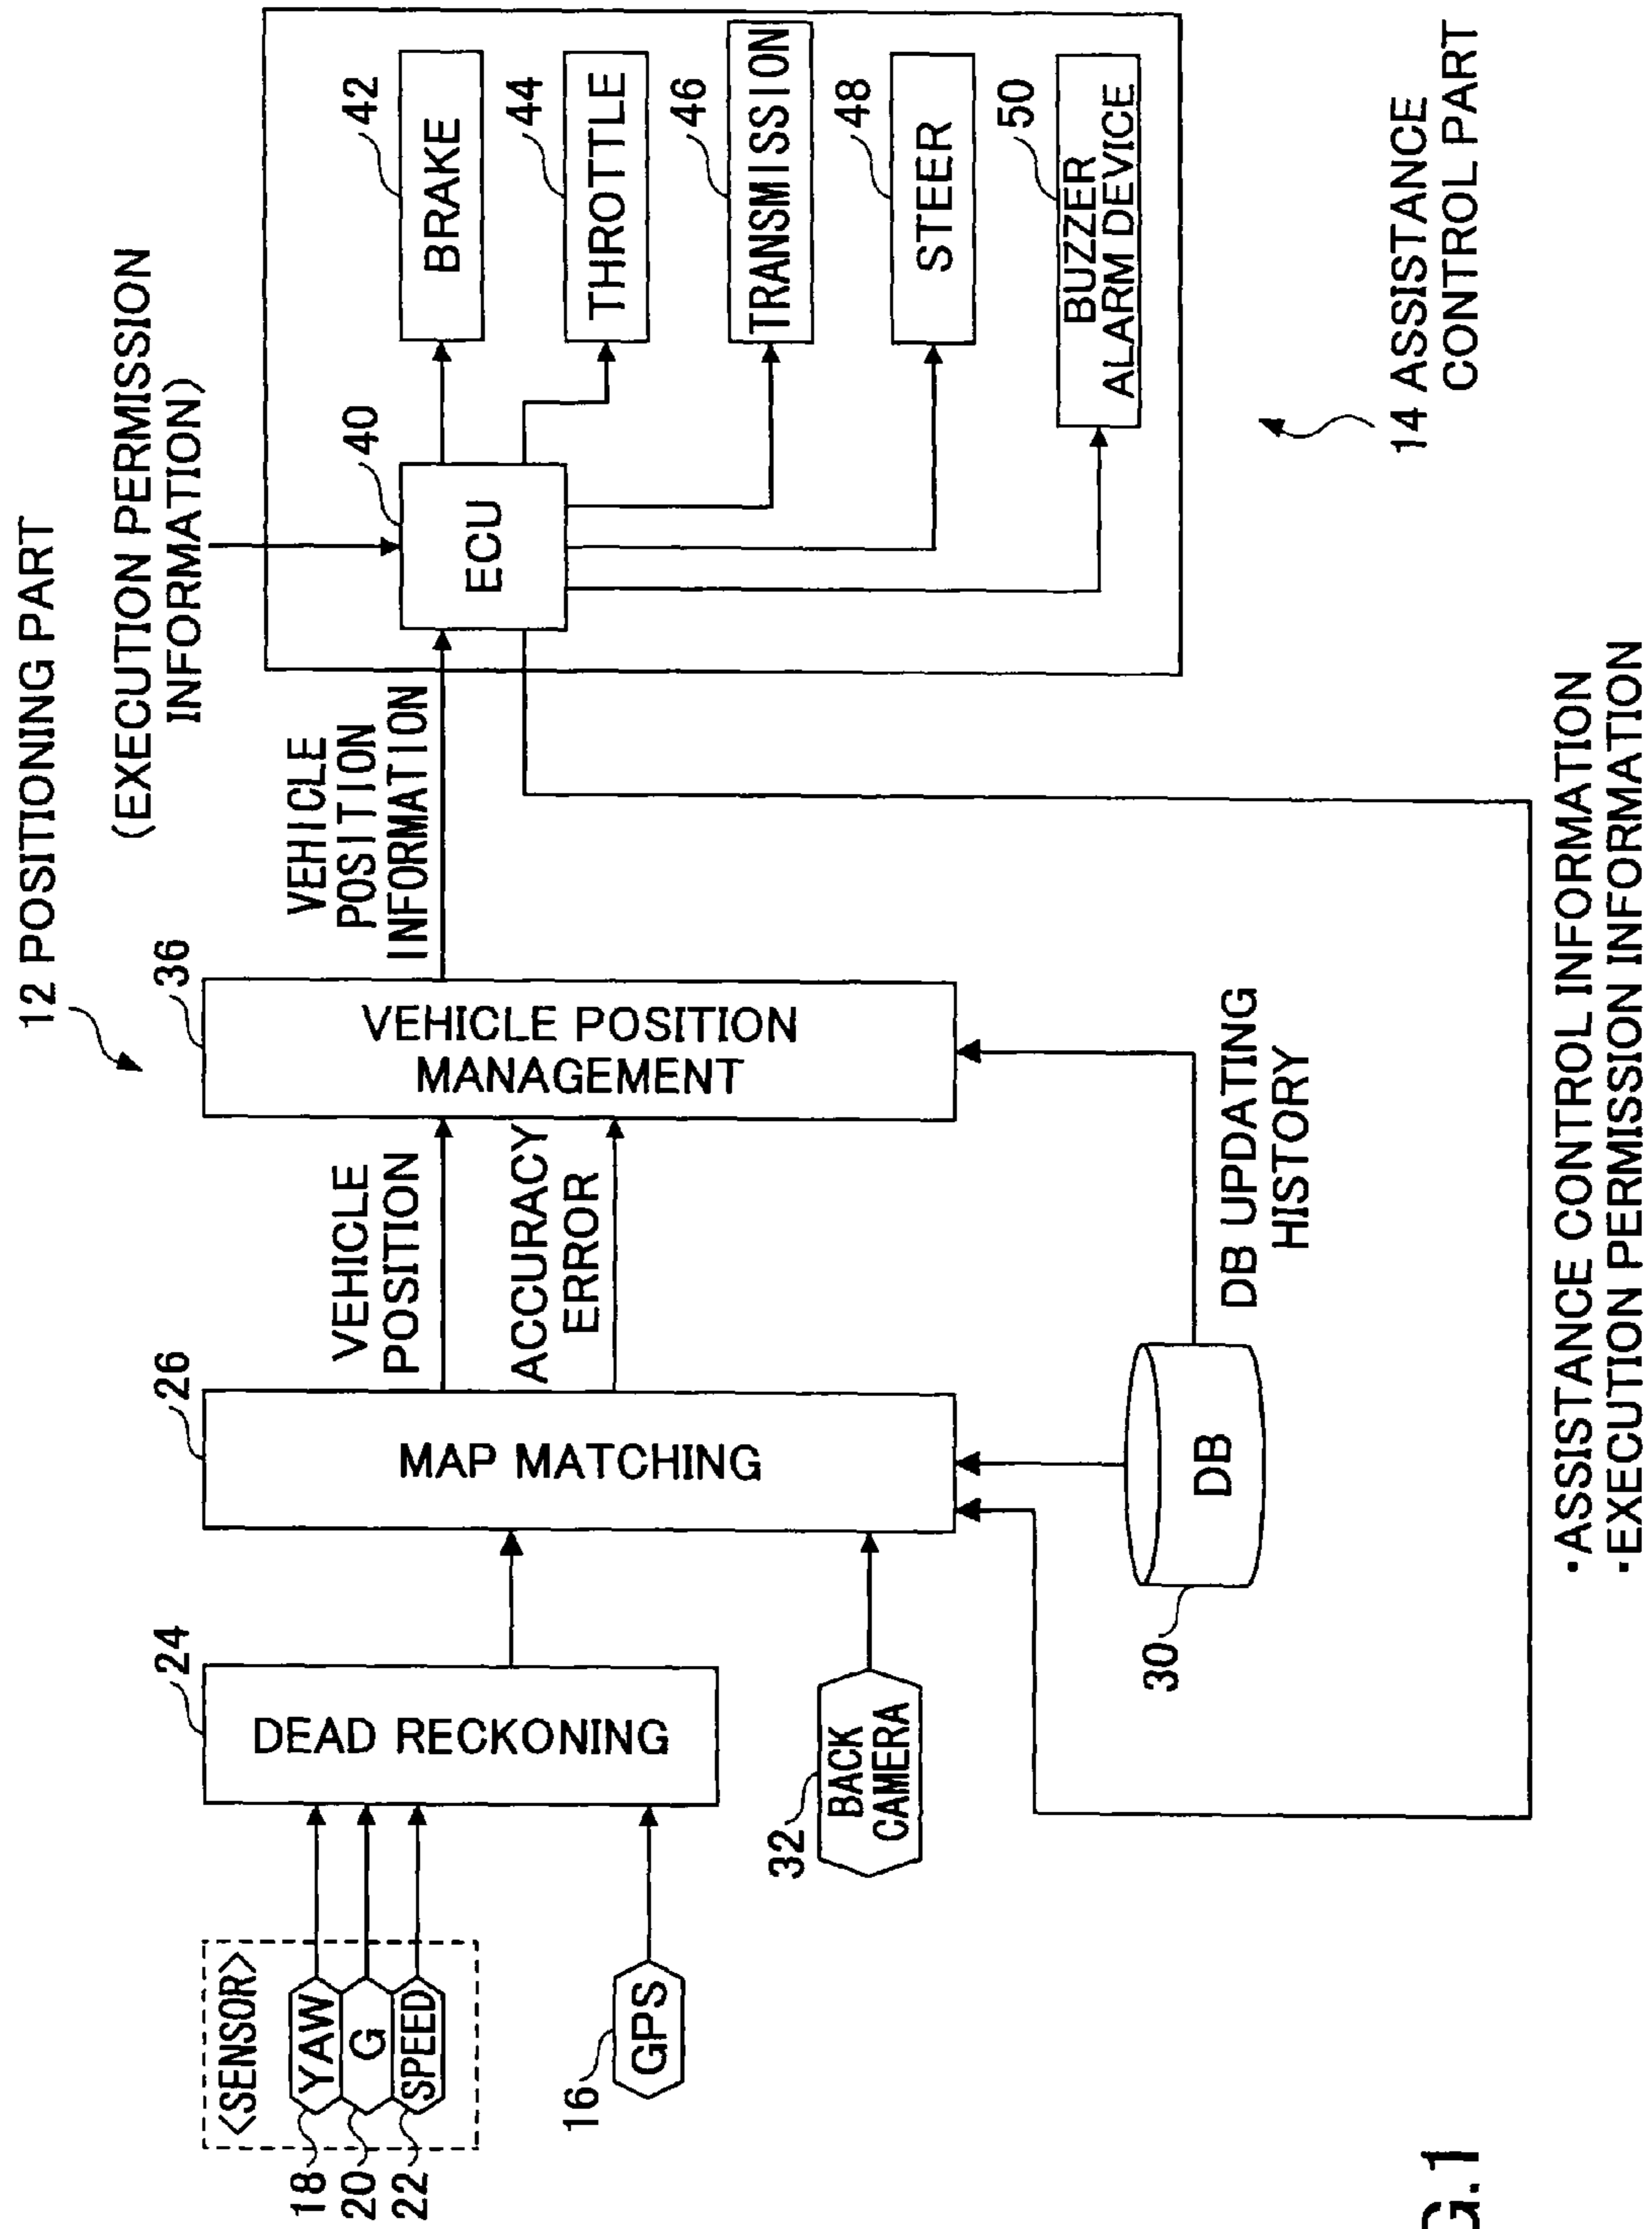 12 POSITIONING PART
(EXECUTION PERMISSION
INFORMATION)
<SENSOR>
YAW
G
SPEED
18
20
22
16
GPS
24
DEAD RECKONING
32
BACK
CAMERA
26
MAP MATCHING
30
DB
VEHICLE
POSITION
ACCURACY
ERROR
DB UPDATING
HISTORY
36
VEHICLE POSITION
MANAGEMENT
VEHICLE
POSITION
INFORMATION
40
ECU
42
BRAKE
44
THROTTLE
46
TRANSMISSION
48
STEER
50
BUZZER
ALARM DEVICE
14 ASSISTANCE
CONTROL PART
·ASSISTANCE CONTROL INFORMATION
·EXECUTION PERMISSION INFORMATION
G.1